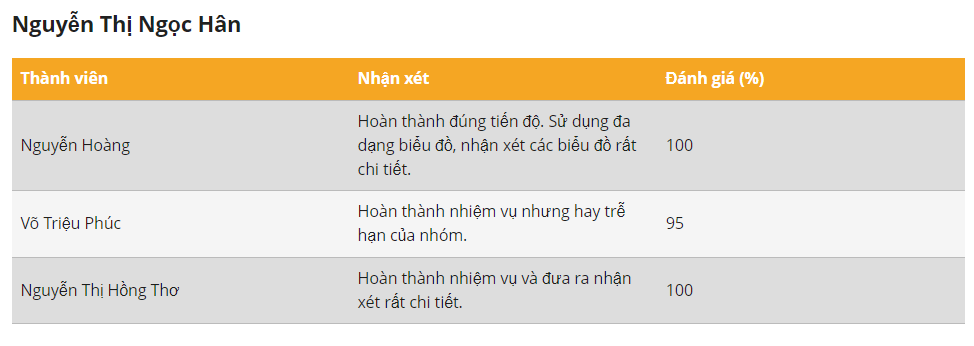 Nguyễn Thị Ngọc Hân
Thành viên Nhận xét Đánh giá (%)
Nguyễn Hoàng
Hoàn thành đúng tiến độ. Sử dụng đa
dạng biểu đồ, nhận xét các biểu đồ rất
chi tiết.
100
Võ Triệu Phúc
Hoàn thành nhiệm vụ nhưng hay trễ
hạn của nhóm.
95
Nguyễn Thị Hồng Thơ
Hoàn thành nhiệm vụ và đưa ra nhận
xét rất chi tiết.
100